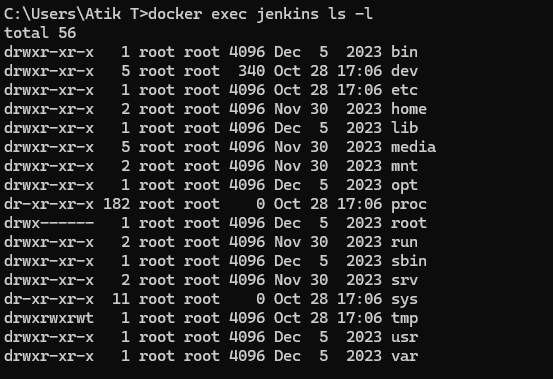 C:\Users\Atik T>docker exec jenkins ls -l
total 56
drwxr-xr-x   1 root root 4096 Dec  5  2023 bin
drwxr-xr-x   5 root root  340 Oct 28 17:06 dev
drwxr-xr-x   1 root root 4096 Oct 28 17:06 etc
drwxr-xr-x   2 root root 4096 Nov 30  2023 home
drwxr-xr-x   1 root root 4096 Dec  5  2023 lib
drwxr-xr-x   5 root root 4096 Nov 30  2023 media
drwxr-xr-x   2 root root 4096 Nov 30  2023 mnt
drwxr-xr-x   1 root root 4096 Dec  5  2023 opt
dr-xr-xr-x 182 root root    0 Oct 28 17:06 proc
drwx------   1 root root 4096 Dec  5  2023 root
drwxr-xr-x   2 root root 4096 Nov 30  2023 run
drwxr-xr-x   1 root root 4096 Dec  5  2023 sbin
drwxr-xr-x   2 root root 4096 Nov 30  2023 srv
dr-xr-xr-x  11 root root    0 Oct 28 17:06 sys
drwxrwxrwt   1 root root 4096 Oct 28 17:06 tmp
drwxr-xr-x   1 root root 4096 Dec  5  2023 usr
drwxr-xr-x   1 root root 4096 Dec  5  2023 var